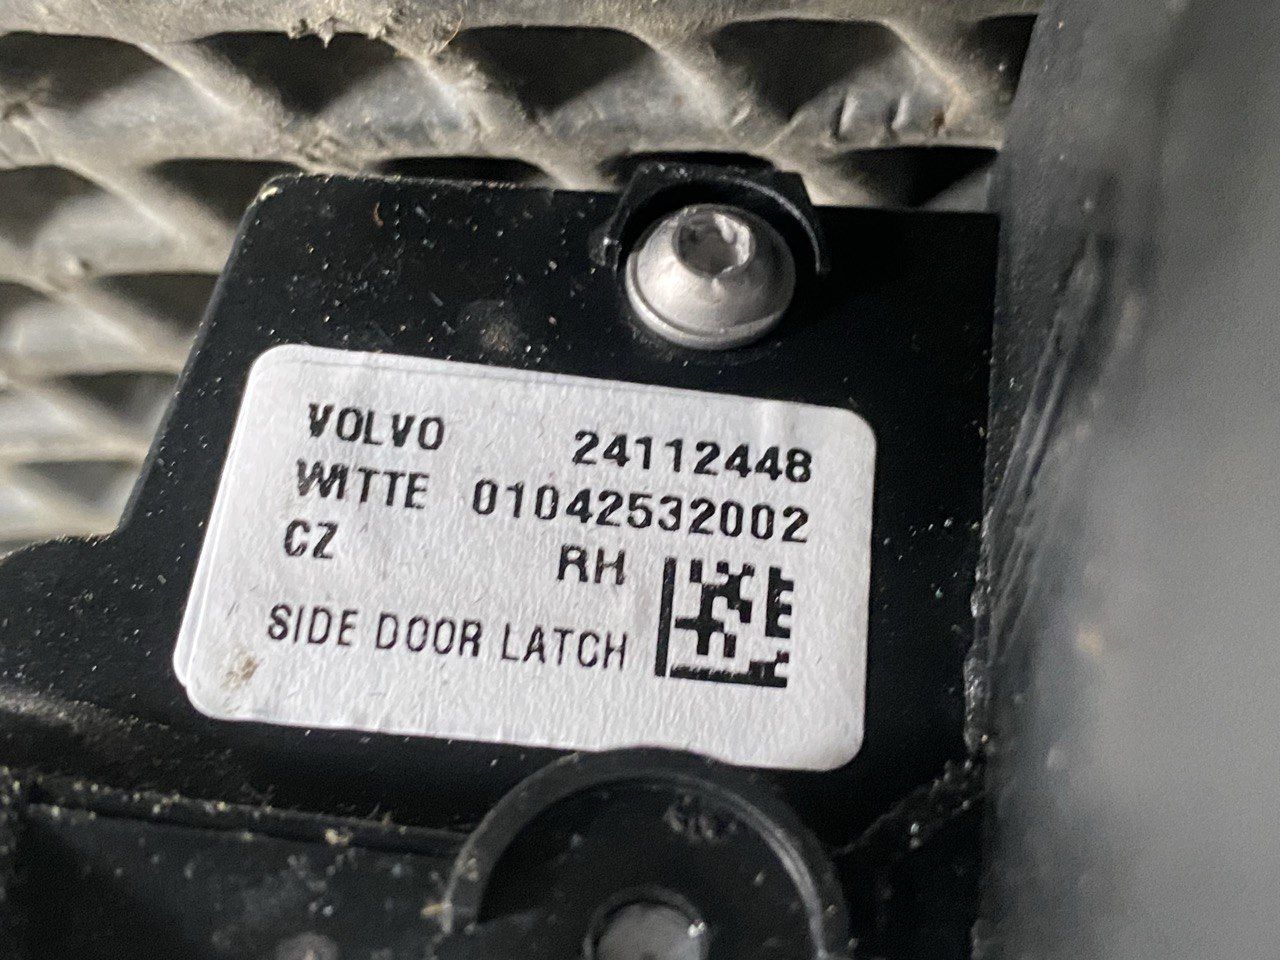 VOLVO 24112448
WITTE 01042532002
CZ RH
SIDE DOOR LATCH